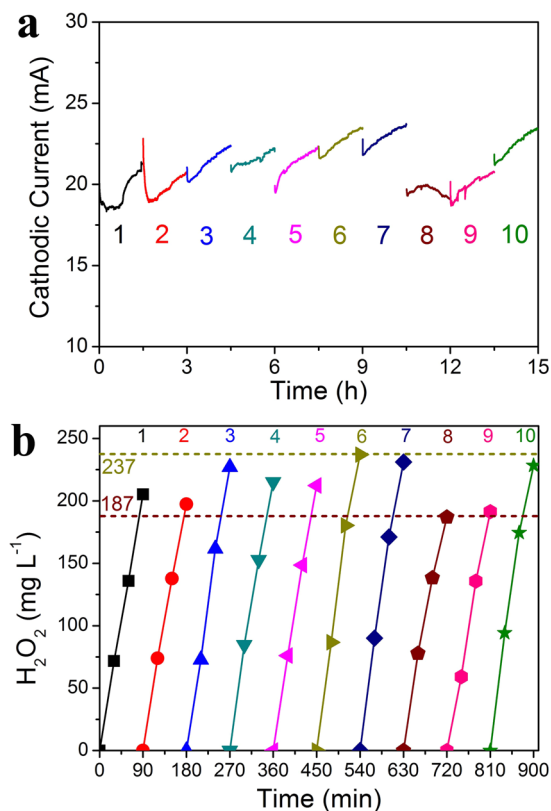 a
30
25
20
15
10
Cathodic Current (mA)
1 2 3 4 5 6 7 8 9 10
0 3 6 9 12 15
Time (h)
b
1 2 3 4 5 6 7 8 9 10
250
237
200
187
150
100
50
0
H₂O₂ (mg L⁻¹)
0 90 180 270 360 450 540 630 720 810 900
Time (min)